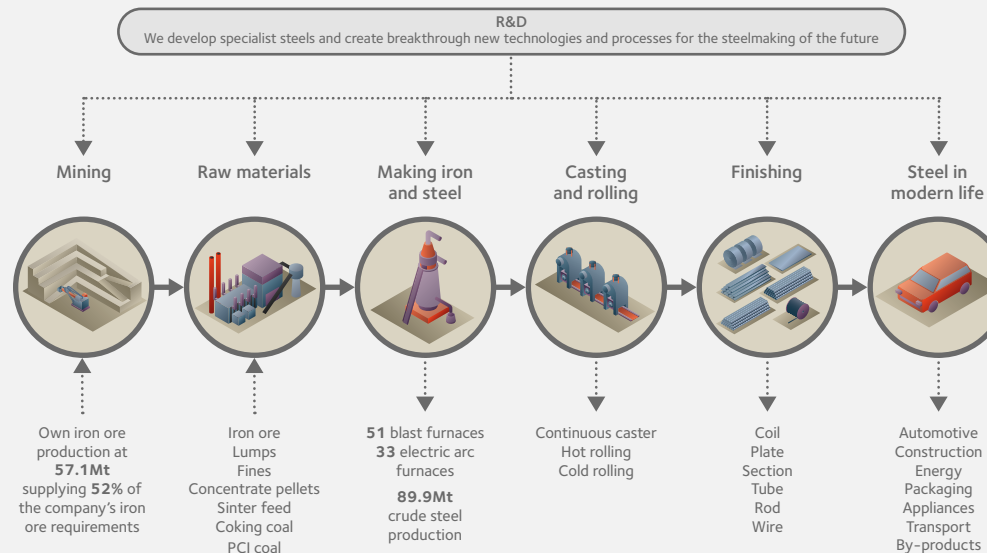 R&D
We develop specialist steels and create breakthrough new technologies and processes for the steelmaking of the future
Mining
Raw materials
Making iron
and steel
Casting
and rolling
Finishing
Steel in
modern life
Own iron ore
production at
57.1Mt
supplying 52% of
the company's iron
ore requirements
Iron ore
Lumps
Fines
Concentrate pellets
Sinter feed
Coking coal
PCI coal
51 blast furnaces
33 electric arc
furnaces
89.9Mt
crude steel
production
Continuous caster
Hot rolling
Cold rolling
Coil
Plate
Section
Tube
Rod
Wire
Automotive
Construction
Energy
Packaging
Appliances
Transport
By-products